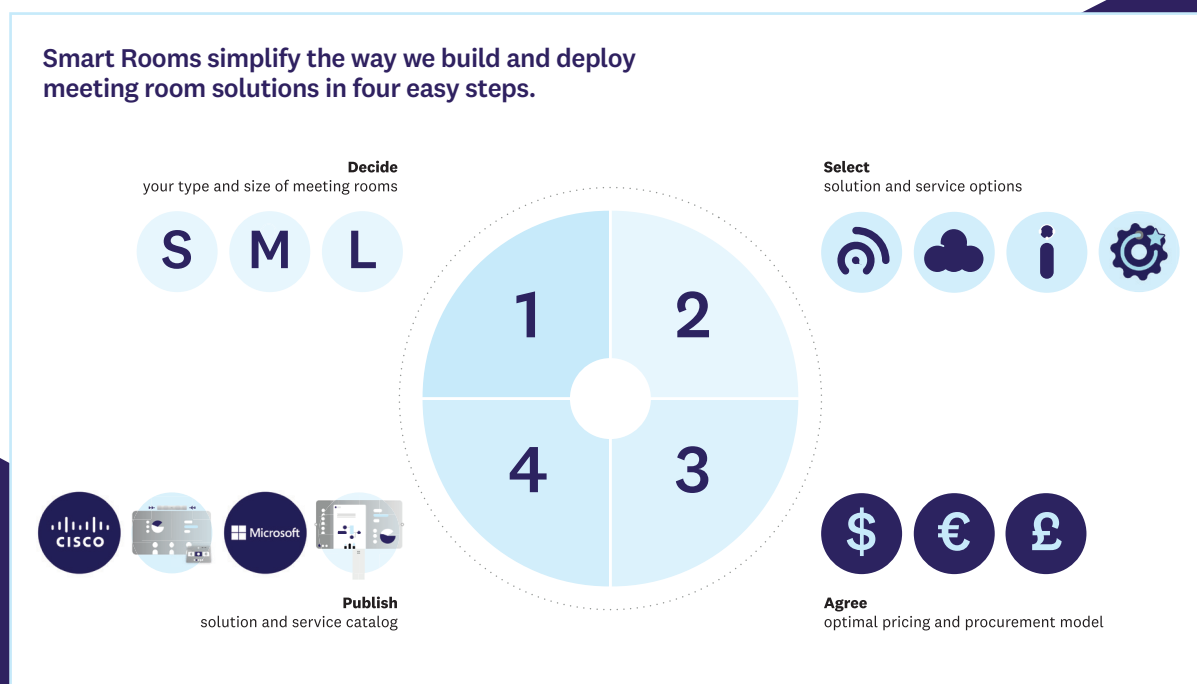 Smart Rooms simplify the way we build and deploy
meeting room solutions in four easy steps.
Decide
your type and size of meeting rooms
S M L
Select
solution and service options
1
2
4
3
CISCO
Microsoft
Publish
solution and service catalog
$ € £
Agree
optimal pricing and procurement model